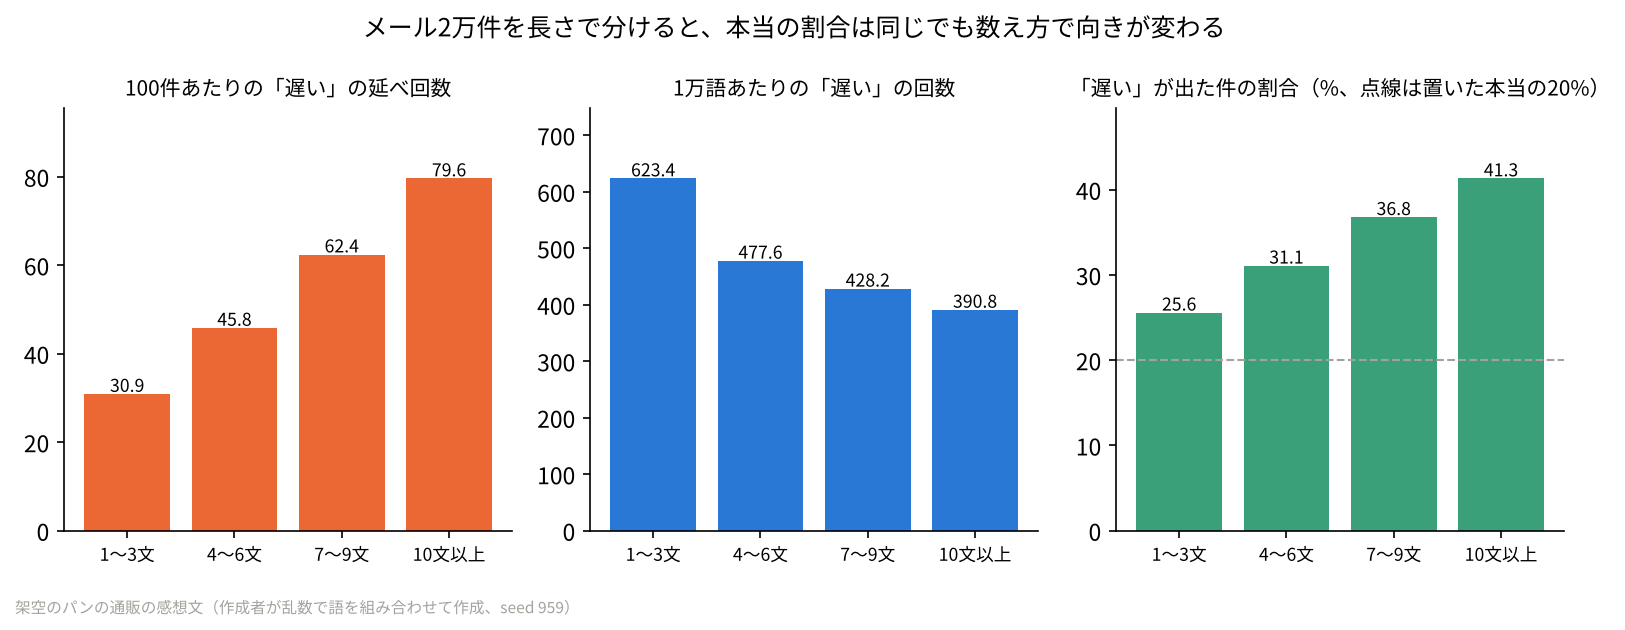 メール2万件を長さで分けると、本当の割合は同じでも数え方で向きが変わる
100件あたりの「遅い」の延べ回数
80
60
40
20
0
30.9
45.8
62.4
79.6
1〜3文
4〜6文
7〜9文
10文以上
1万語あたりの「遅い」の回数
700
600
500
400
300
200
100
0
623.4
477.6
428.2
390.8
1〜3文
4〜6文
7〜9文
10文以上
「遅い」が出た件の割合（%、点線は置いた本当の20%）
40
30
20
10
0
25.6
31.1
36.8
41.3
1〜3文
4〜6文
7〜9文
10文以上
架空のパンの通販の感想文（作成者が乱数で語を組み合わせて作成、seed 959）